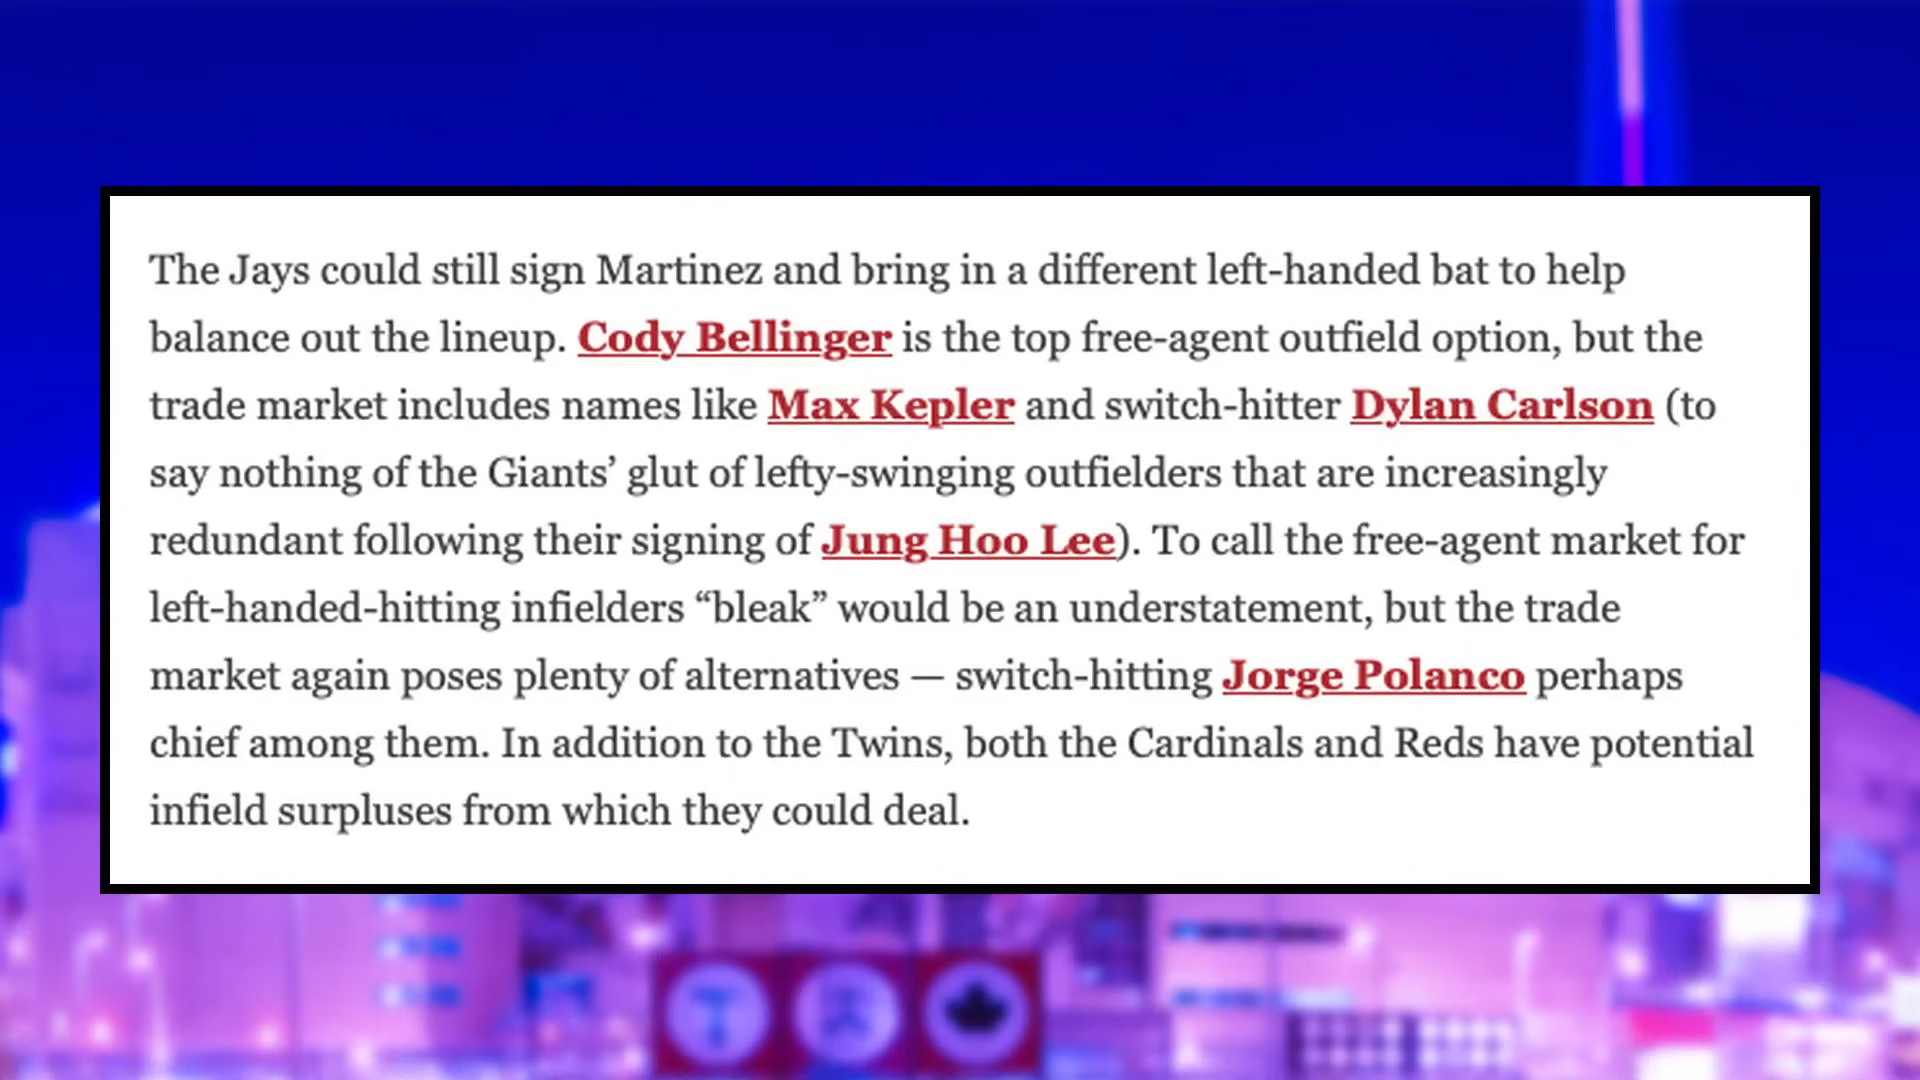 The Jays could still sign Martinez and bring in a different left-handed bat to help
balance out the lineup. Cody Bellinger is the top free-agent outfield option, but the
trade market includes names like Max Kepler and switch-hitter Dylan Carlson (to
say nothing of the Giants’ glut of lefty-swinging outfielders that are increasingly
redundant following their signing of Jung Hoo Lee). To call the free-agent market for
left-handed-hitting infielders “bleak” would be an understatement, but the trade
market again poses plenty of alternatives — switch-hitting Jorge Polanco perhaps
chief among them. In addition to the Twins, both the Cardinals and Reds have potential
infield surpluses from which they could deal.